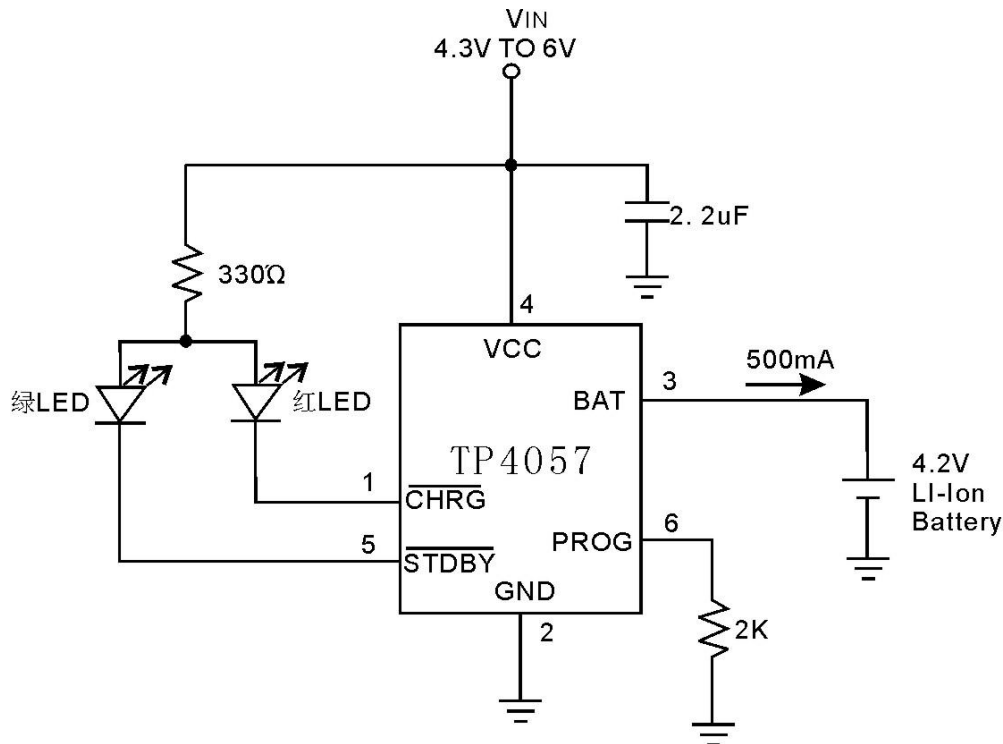 VIN
4.3V TO 6V
2. 2uF
330Ω
4
VCC
500mA
3
BAT
绿LED
红LED
TP4057
4.2V
LI-Ion
Battery
1
CHRG
6
PROG
5
STDBY
GND
2
2K